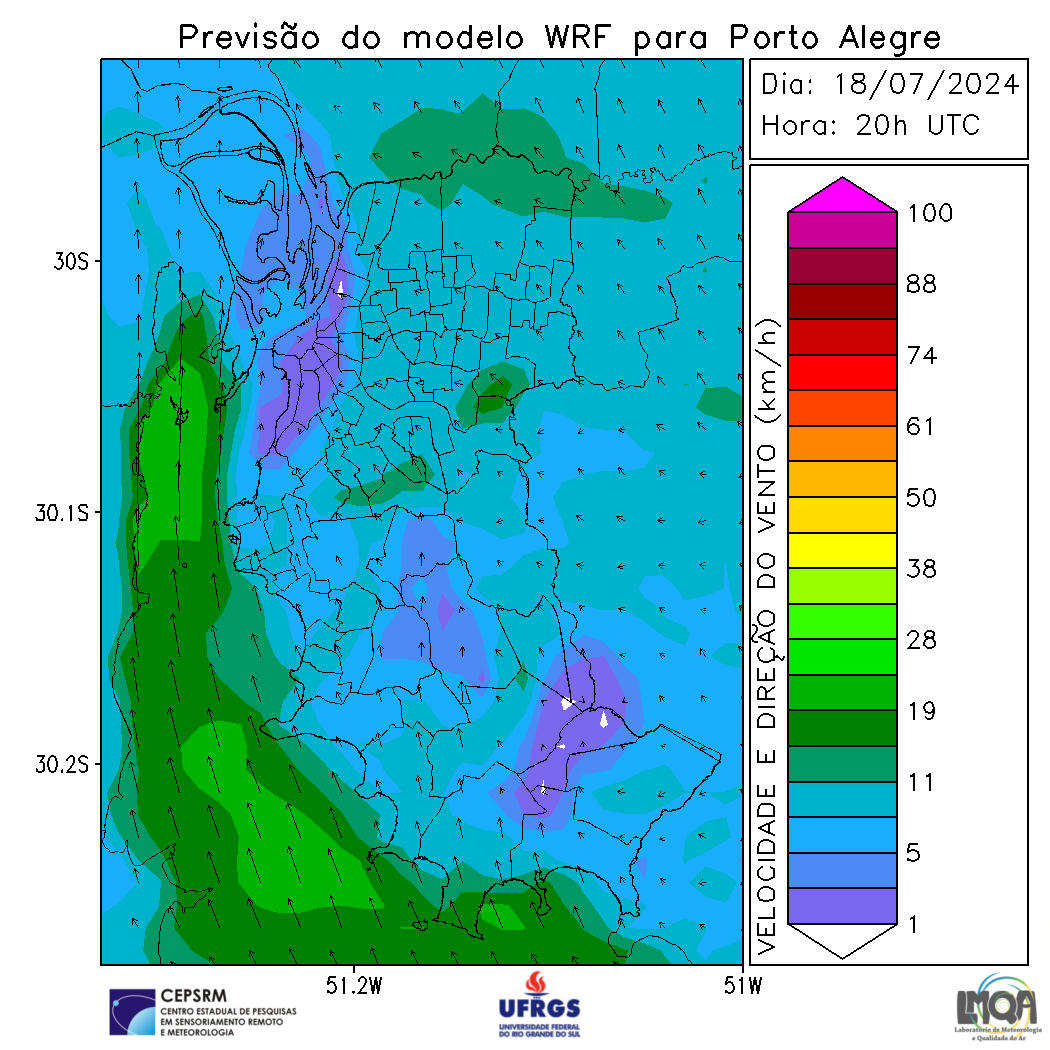 Previsão do modelo WRF para Porto Alegre
Dia: 18/07/2024
Hora: 20h UTC
30S
30.1S
30.2S
51.2W
51W
VELOCIDADE E DIREÇÃO DO VENTO (km/h)
100
88
74
61
50
38
28
19
11
5
1
CEPSRM
CENTRO ESTADUAL DE PESQUISAS
EM SENSORIAMENTO REMOTO
E METEOROLOGIA
UFRGS
UNIVERSIDADE FEDERAL
DO RIO GRANDE DO SUL
LMQA
Laboratório de Meteorologia
e Qualidade do Ar